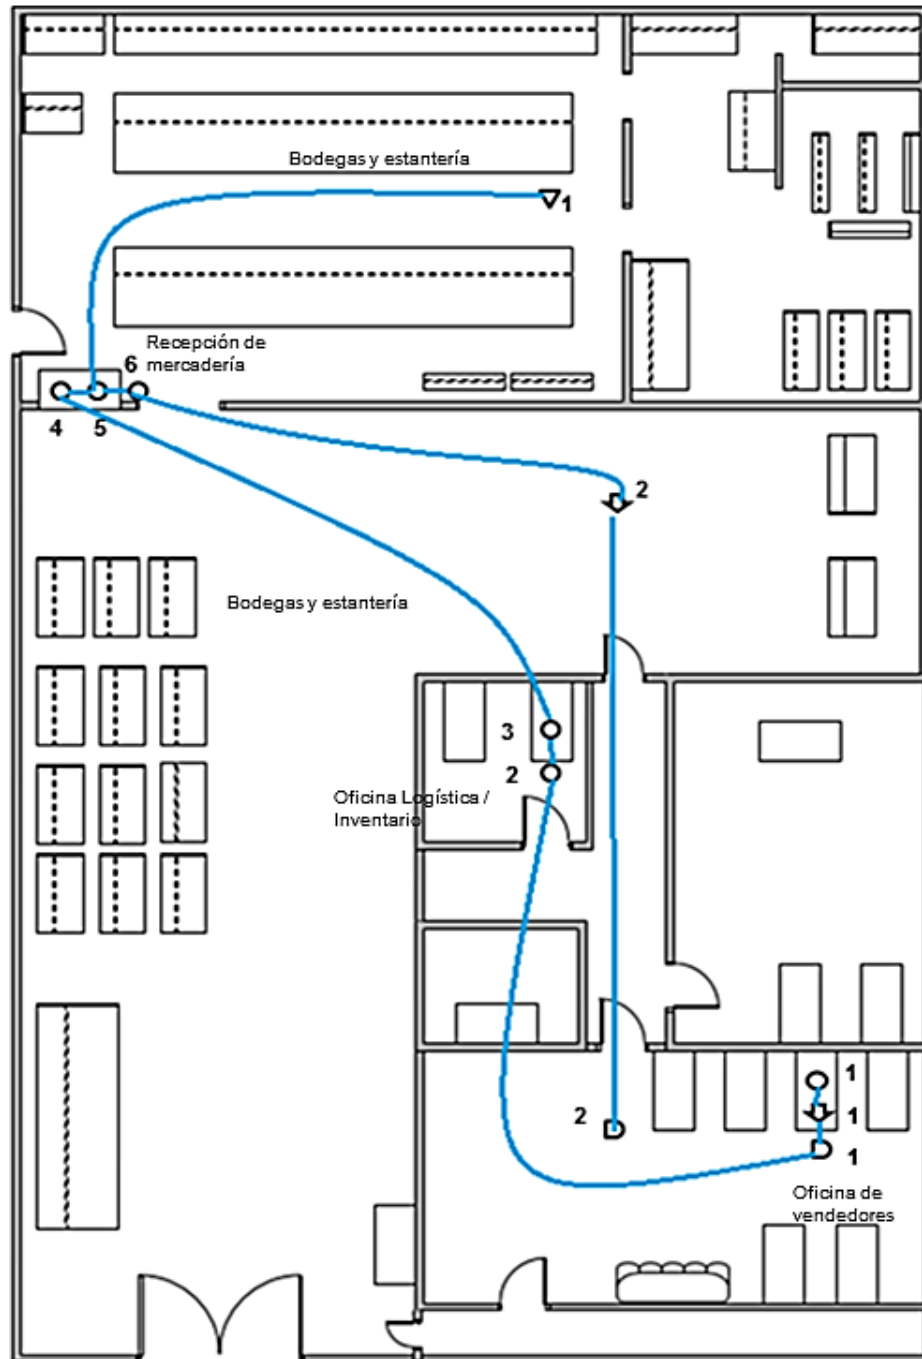 Bodegas y estantería
1
Recepción de
mercadería
6
4
5
2
Bodegas y estantería
3
2
Oficina Logística /
Inventario
1
2
1
1
Oficina de
vendedores